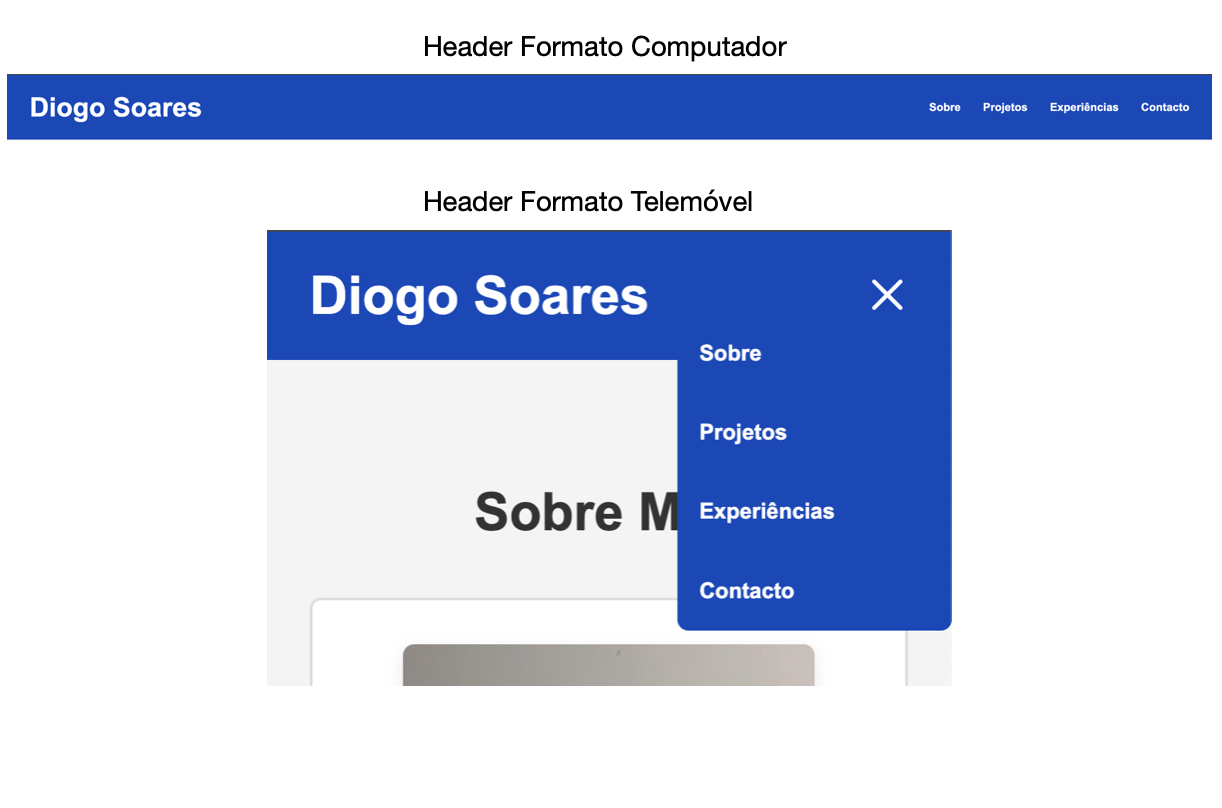 Header Formato Computador
Diogo Soares
Sobre
Projetos
Experiências
Contacto
Header Formato Telemóvel
Diogo Soares
Sobre
Projetos
Sobre M
Experiências
Contacto